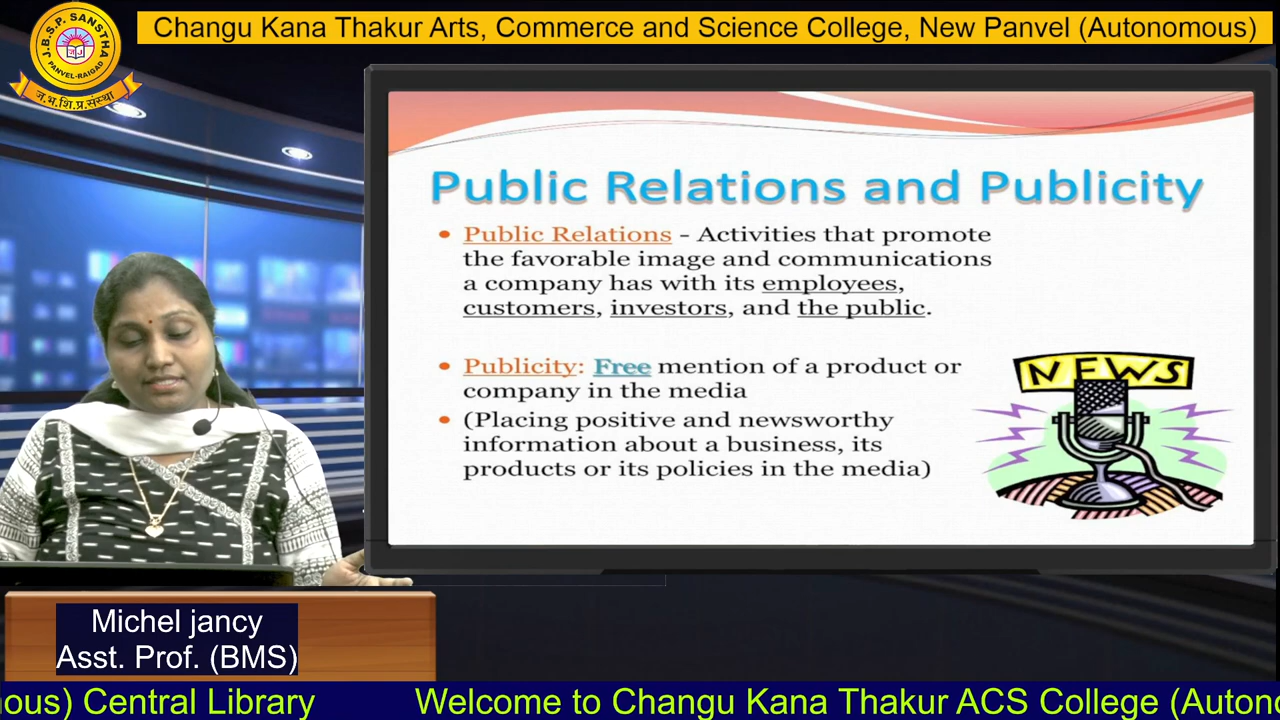 J.B.S.P. SANSTHA
PANVEL-RAIGAD
ज.भ.शि.प्र.संस्था
Changu Kana Thakur Arts, Commerce and Science College, New Panvel (Autonomous)
Public Relations and Publicity
• Public Relations - Activities that promote
the favorable image and communications
a company has with its employees,
customers, investors, and the public.
• Publicity: Free mention of a product or
company in the media
• (Placing positive and newsworthy
information about a business, its
products or its policies in the media)
NEWS
Michel jancy
Asst. Prof. (BMS)
ous) Central Library Welcome to Changu Kana Thakur ACS College (Auton